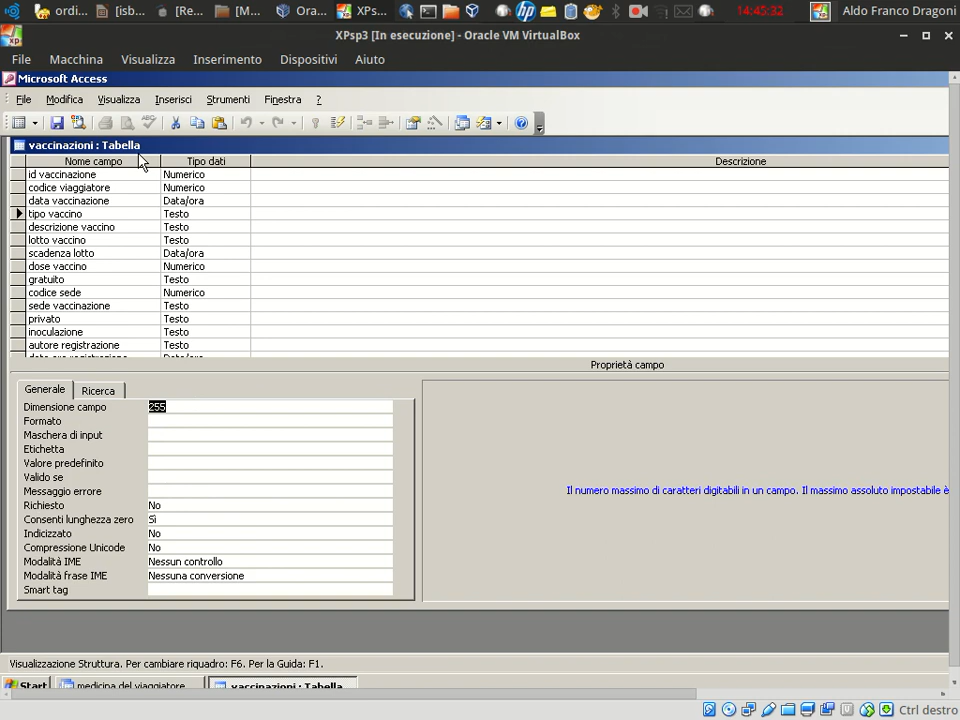 ordi... [isb... [Re... [M... Ora... XPs... 14:45:32 Aldo Franco Dragoni
XPsp3 [In esecuzione] - Oracle VM VirtualBox
File Macchina Visualizza Inserimento Dispositivi Aiuto
Microsoft Access
File Modifica Visualizza Inserisci Strumenti Finestra ?
vaccinazioni : Tabella
Nome campo Tipo dati Descrizione
id vaccinazione Numerico
codice viaggiatore Numerico
data vaccinazione Data/ora
tipo vaccino Testo
descrizione vaccino Testo
lotto vaccino Testo
scadenza lotto Data/ora
dose vaccino Numerico
gratuito Testo
codice sede Numerico
sede vaccinazione Testo
privato Testo
inoculazione Testo
autore registrazione Testo
data ora registrazione Data/ora
Proprietà campo
Generale Ricerca
Dimensione campo 255
Formato
Maschera di input
Etichetta
Valore predefinito
Valido se
Messaggio errore
Richiesto No
Consenti lunghezza zero Sì
Indicizzato No
Compressione Unicode No
Modalità IME Nessun controllo
Modalità frase IME Nessuna conversione
Smart tag
Il numero massimo di caratteri digitabili in un campo. Il massimo assoluto impostabile è
Visualizzazione Struttura. Per cambiare riquadro: F6. Per la Guida: F1.
Start medicina del viaggiatore vaccinazioni : Tabella
Ctrl destro